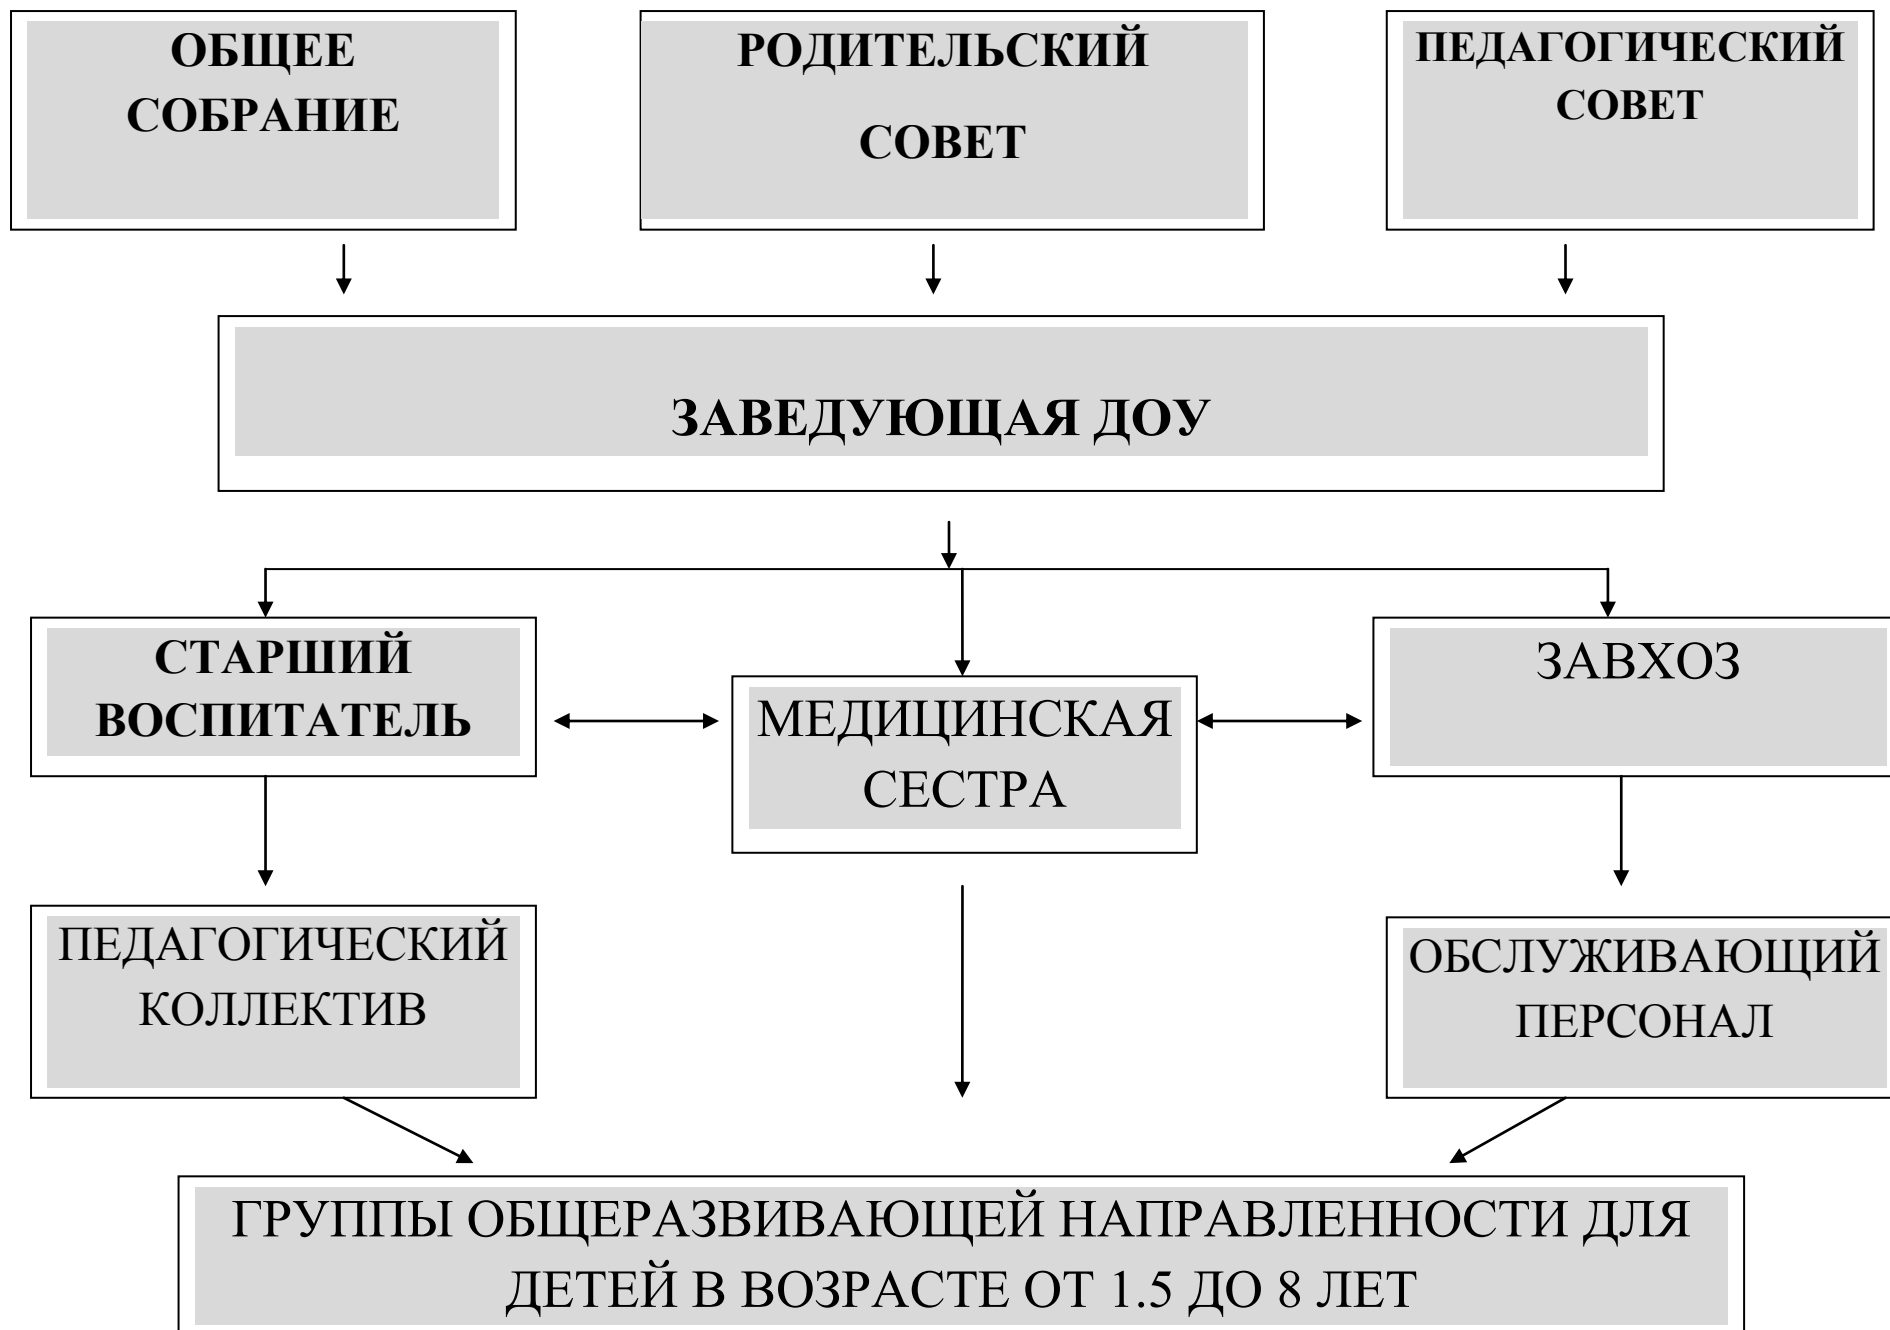 ОБЩЕЕ
СОБРАНИЕ
РОДИТЕЛЬСКИЙ
СОВЕТ
ПЕДАГОГИЧЕСКИЙ
СОВЕТ
ЗАВЕДУЮЩАЯ ДОУ
СТАРШИЙ
ВОСПИТАТЕЛЬ
МЕДИЦИНСКАЯ
СЕСТРА
ЗАВХОЗ
ПЕДАГОГИЧЕСКИЙ
КОЛЛЕКТИВ
ОБСЛУЖИВАЮЩИЙ
ПЕРСОНАЛ
ГРУППЫ ОБЩЕРАЗВИВАЮЩЕЙ НАПРАВЛЕННОСТИ ДЛЯ
ДЕТЕЙ В ВОЗРАСТЕ ОТ 1.5 ДО 8 ЛЕТ